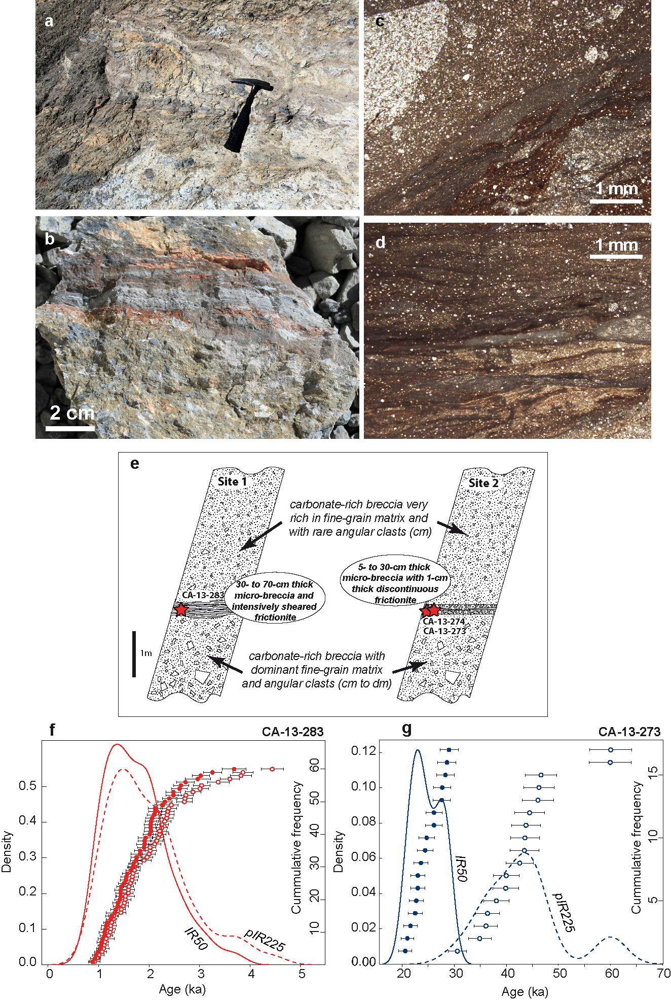 a
c
b
2 cm
1 mm
d
1 mm
e
Site 1
Site 2
carbonate-rich breccia very
rich in fine-grain matrix and
with rare angular clasts (cm)
5- to 30-cm thick
micro-breccia with 1-cm
thick discontinuous
frictionite
CA-13-283
30- to 70-cm thick
micro-breccia and
intensively sheared
frictionite
CA-13-274
CA-13-273
1m
carbonate-rich breccia with
dominant fine-grain matrix
and angular clasts (cm to dm)
f
CA-13-283
Density
0.5
0.4
0.3
0.2
0.1
0.0
0 1 2 3 4 5
Age (ka)
60
50
40
30
20
10
Cummulative frequency
IR50
pIR225
g
CA-13-273
Density
0.12
0.10
0.08
0.06
0.04
0.02
0.00
20 30 40 50 60 70
Age (ka)
15
10
5
Cummulative frequency
IR50
pIR225